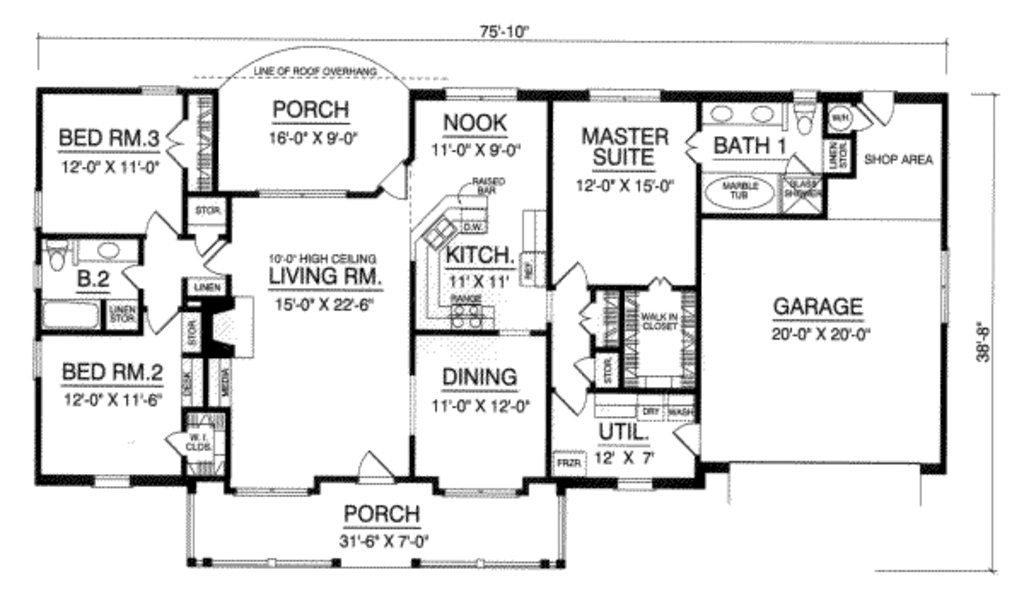 75'-10"
LINE OF ROOF OVERHANG
PORCH
16'-0" X 9'-0"
BED RM.3
12'-0" X 11'-0"
NOOK
11'-0" X 9'-0"
MASTER
SUITE
12'-0" X 15'-0"
BATH 1
MARBLE
TUB
GLASS
SHOWER
W/H
LINEN
STOR.
SHOP AREA
STOR.
RAISED
BAR
D.W.
KITCH.
11' X 11'
REF.
RANGE
10'-0" HIGH CEILING
LIVING RM.
15'-0" X 22'-6"
LINEN
B.2
LINEN
STOR.
STOR.
WALK IN
CLOSET
GARAGE
20'-0" X 20'-0"
38'-8"
BED RM.2
12'-0" X 11'-6"
DESK
MEDIA
DINING
11'-0" X 12'-0"
STOR.
W. I.
CLOS.
DRY
WASH
UTIL.
12' X 7'
FRZR
PORCH
31'-6" X 7'-0"